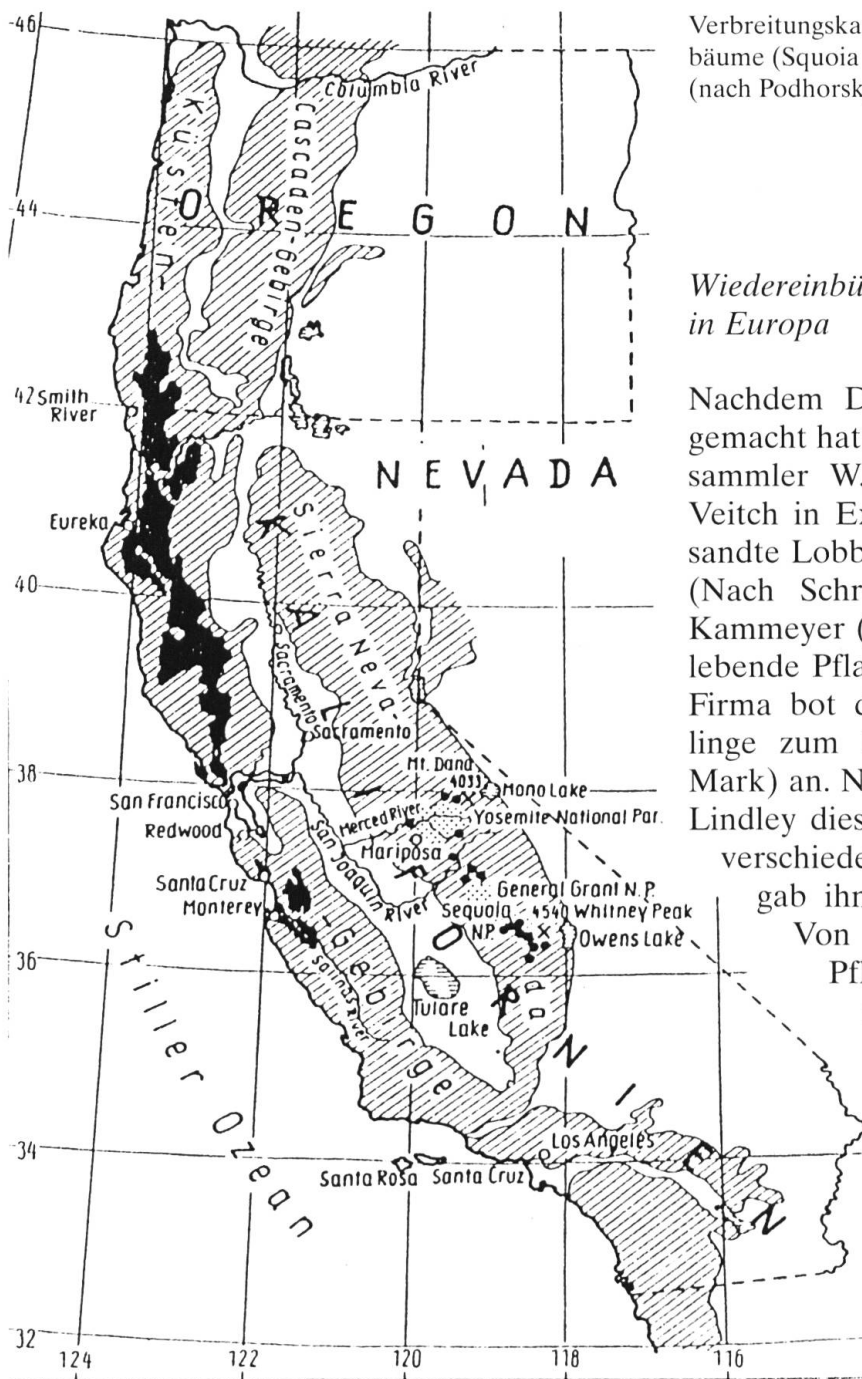 Verbreitungska
bäume (Squoia
(nach Podhorsk
Wiedereinbü
in Europa
Nachdem D
gemacht hat
sammler W.
Veitch in Ex
sandte Lobb
(Nach Schr
Kammeyer (
lebende Pfla
Firma bot d
linge zum
Mark) an. N
Lindley dies
verschiede
gab ihn
Von
Pfl
46
44
42
40
38
36
34
32
124
122
120
118
116
Columbia River
Küsten-
Cascaden-Gebirge
OREGON
Smith
River
NEVADA
Eureka
Sierra Neva-
Sacramento
Sacramento
Mt. Dana
4033
Mono Lake
San Francisco
Redwood
Merced River
Yosemite National Par.
Mariposa
San Joaquin
River
Santa Cruz
Monterey
General Grant N.P.
Sequoia
NP
4540 Whitney Peak
Owens Lake
-Gebirge
Salinas River
Tulare
Lake
da
KALIFORNIEN
Stiller Ozean
Los Angeles
Santa Rosa
Santa Cruz